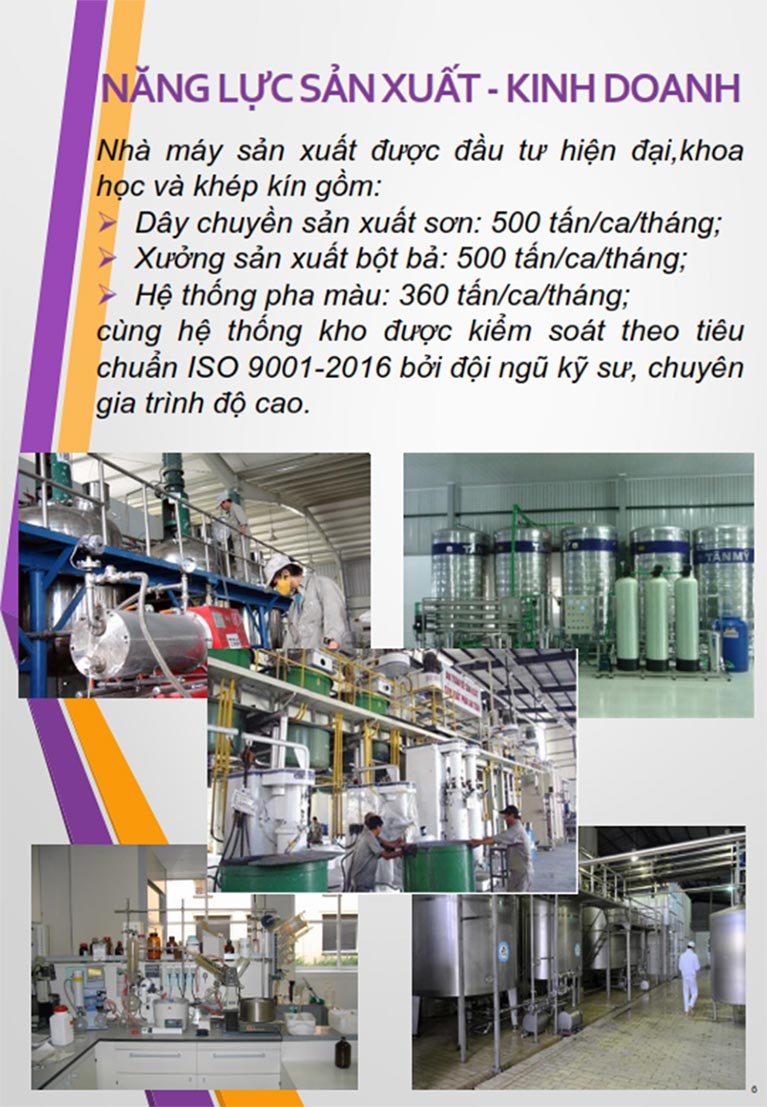 NĂNG LỰC SẢN XUẤT - KINH DOANH
Nhà máy sản xuất được đầu tư hiện đại,khoa
học và khép kín gồm:
➢ Dây chuyền sản xuất sơn: 500 tấn/ca/tháng;
➢ Xưởng sản xuất bột bả: 500 tấn/ca/tháng;
➢ Hệ thống pha màu: 360 tấn/ca/tháng;
cùng hệ thống kho được kiểm soát theo tiêu
chuẩn ISO 9001-2016 bởi đội ngũ kỹ sư, chuyên
gia trình độ cao.
TÂN MỸ
6